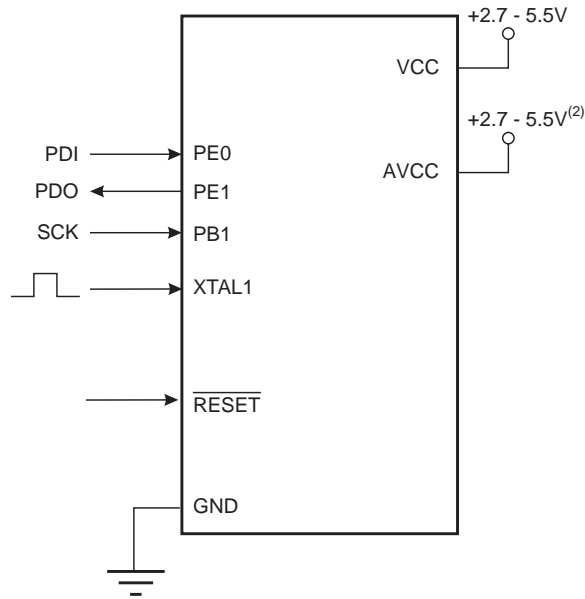 +2.7 - 5.5V
VCC
+2.7 - 5.5V(2)
AVCC
PDI PE0
PDO PE1
SCK PB1
XTAL1
RESET
GND